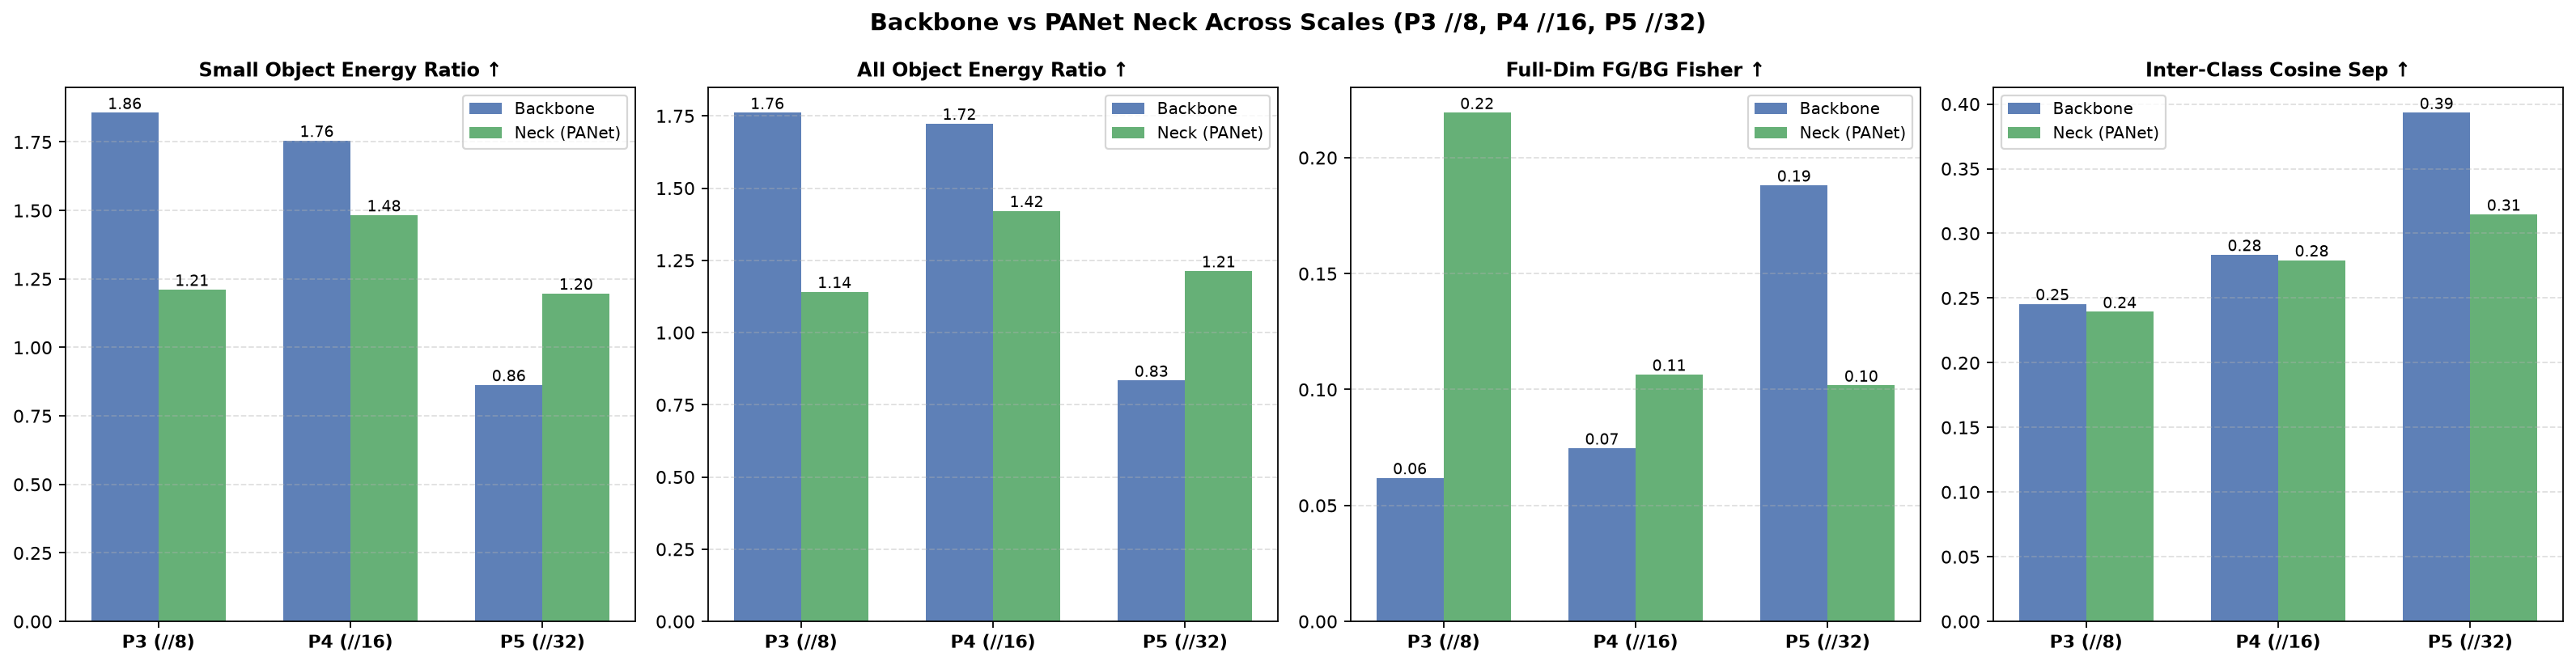 Backbone vs PANet Neck Across Scales (P3 //8, P4 //16, P5 //32)
Small Object Energy Ratio ↑
1.75
1.50
1.25
1.00
0.75
0.50
0.25
0.00
1.86
1.21
1.76
1.48
0.86
1.20
Backbone
Neck (PANet)
P3 (//8)
P4 (//16)
P5 (//32)
All Object Energy Ratio ↑
1.75
1.50
1.25
1.00
0.75
0.50
0.25
0.00
1.76
1.14
1.72
1.42
0.83
1.21
Backbone
Neck (PANet)
P3 (//8)
P4 (//16)
P5 (//32)
Full-Dim FG/BG Fisher ↑
0.20
0.15
0.10
0.05
0.00
0.06
0.22
0.07
0.11
0.19
0.10
Backbone
Neck (PANet)
P3 (//8)
P4 (//16)
P5 (//32)
Inter-Class Cosine Sep ↑
0.40
0.35
0.30
0.25
0.20
0.15
0.10
0.05
0.00
Backbone
Neck (PANet)
0.25
0.24
0.28
0.28
0.39
0.31
P3 (//8)
P4 (//16)
P5 (//32)